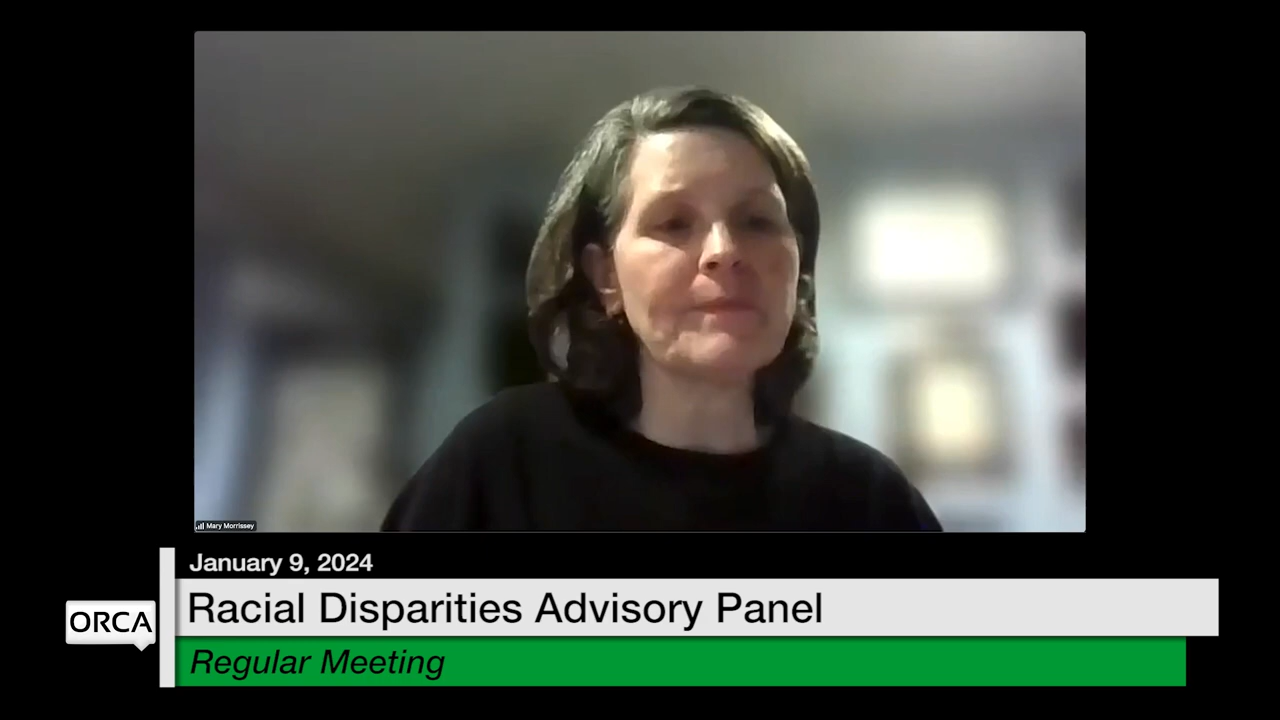 Mary Morrissey
January 9, 2024
Racial Disparities Advisory Panel
ORCA
Regular Meeting